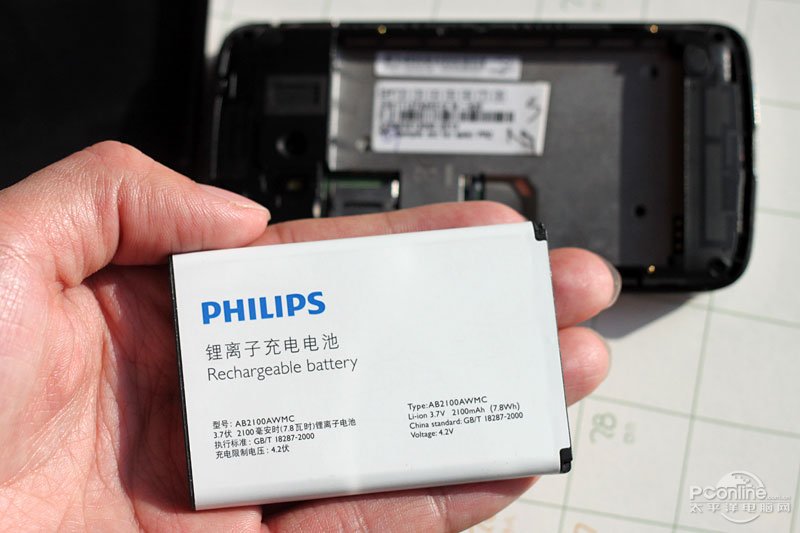 PHILIPS
锂离子充电电池
Rechargeable battery
型号: AB2100AWMC
3.7伏 2100毫安时(7.8瓦时)锂离子电池
执行标准: GB/T 18287-2000
充电限制电压: 4.2伏
Type: AB2100AWMC
Li-ion 3.7V 2100mAh (7.8Wh)
China standard: GB/T 18287-2000
Voltage: 4.2V
PConline.com.cn
太平洋电脑网